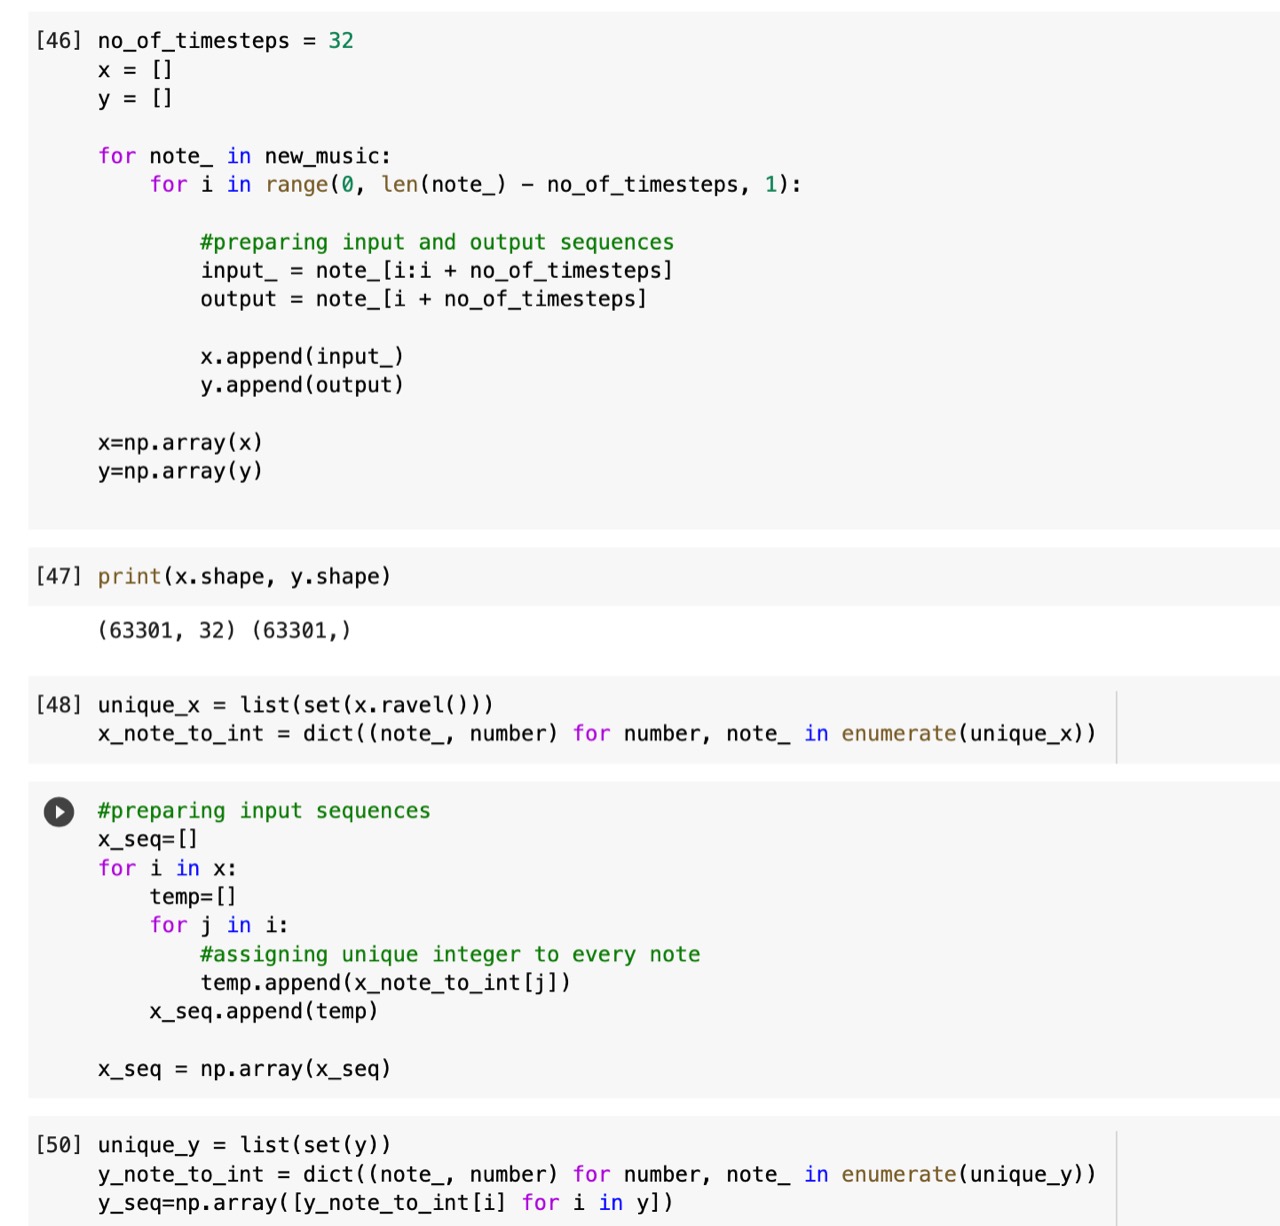 [46] no_of_timesteps = 32
x = []
y = []
for note_ in new_music:
for i in range(0, len(note_) - no_of_timesteps, 1):
#preparing input and output sequences
input_ = note_[i:i + no_of_timesteps]
output = note_[i + no_of_timesteps]
x.append(input_)
y.append(output)
x=np.array(x)
y=np.array(y)
[47] print(x.shape, y.shape)
(63301, 32) (63301,)
[48] unique_x = list(set(x.ravel()))
x_note_to_int = dict((note_, number) for number, note_ in enumerate(unique_x))
#preparing input sequences
x_seq=[]
for i in x:
temp=[]
for j in i:
#assigning unique integer to every note
temp.append(x_note_to_int[j])
x_seq.append(temp)
x_seq = np.array(x_seq)
[50] unique_y = list(set(y))
y_note_to_int = dict((note_, number) for number, note_ in enumerate(unique_y))
y_seq=np.array([y_note_to_int[i] for i in y])